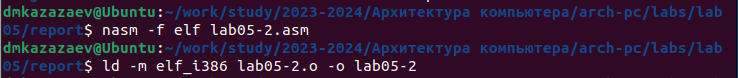 dmkazazaev@Ubuntu:~/work/study/2023-2024/Архитектура компьютера/arch-pc/labs/lab
05/report$ nasm -f elf lab05-2.asm
dmkazazaev@Ubuntu:~/work/study/2023-2024/Архитектура компьютера/arch-pc/labs/lab
05/report$ ld -m elf_i386 lab05-2.o -o lab05-2